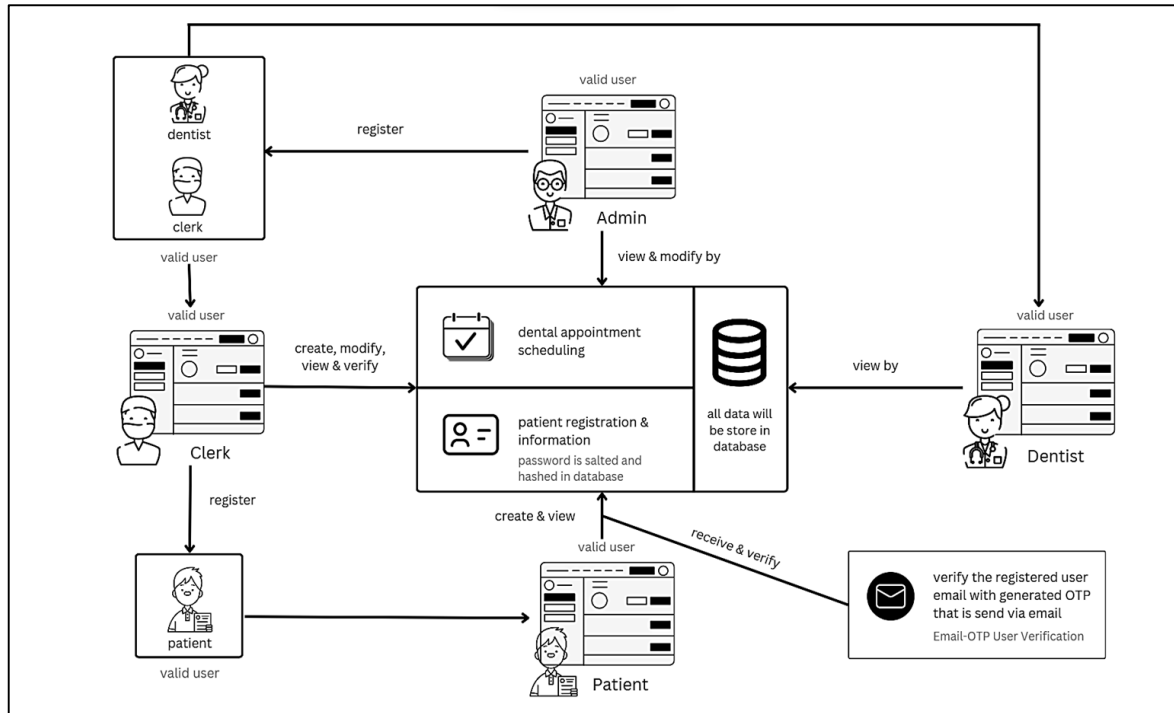 valid user
dentist
register
clerk
Admin
valid user
view & modify by
valid user
valid user
dental appointment
scheduling
create, modify,
view & verify
view by
all data will
be store in
database
patient registration &
information
password is salted and
hashed in database
Clerk
Dentist
register
create & view
valid user
receive & verify
verify the registered user
email with generated OTP
that is send via email
Email-OTP User Verification
patient
valid user
Patient